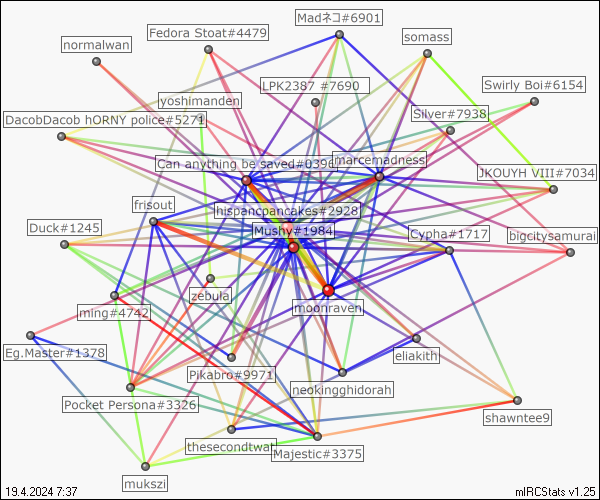 Madネコ#6901
Fedora Stoat#4479
somass
normalwan
LPK2387 #7690
Swirly Boi#6154
yoshimanden
Silver#7938
DacobDacob hORNY police#5271
marcemadness
Can anything be saved#0390
JKOUYH VIII#7034
frisout
hispancpancakes#2928
Duck#1245
Mushy#1984
Cypha#1717
bigcitysamurai
zebula
moonraven
ming#4742
Eg.Master#1378
eliakith
Pikabro#9971
neokingghidorah
Pocket Persona#3326
shawntee9
thesecondtwat
Majestic#3375
mukszi
19.4.2024 7:37
mIRCStats v1.25